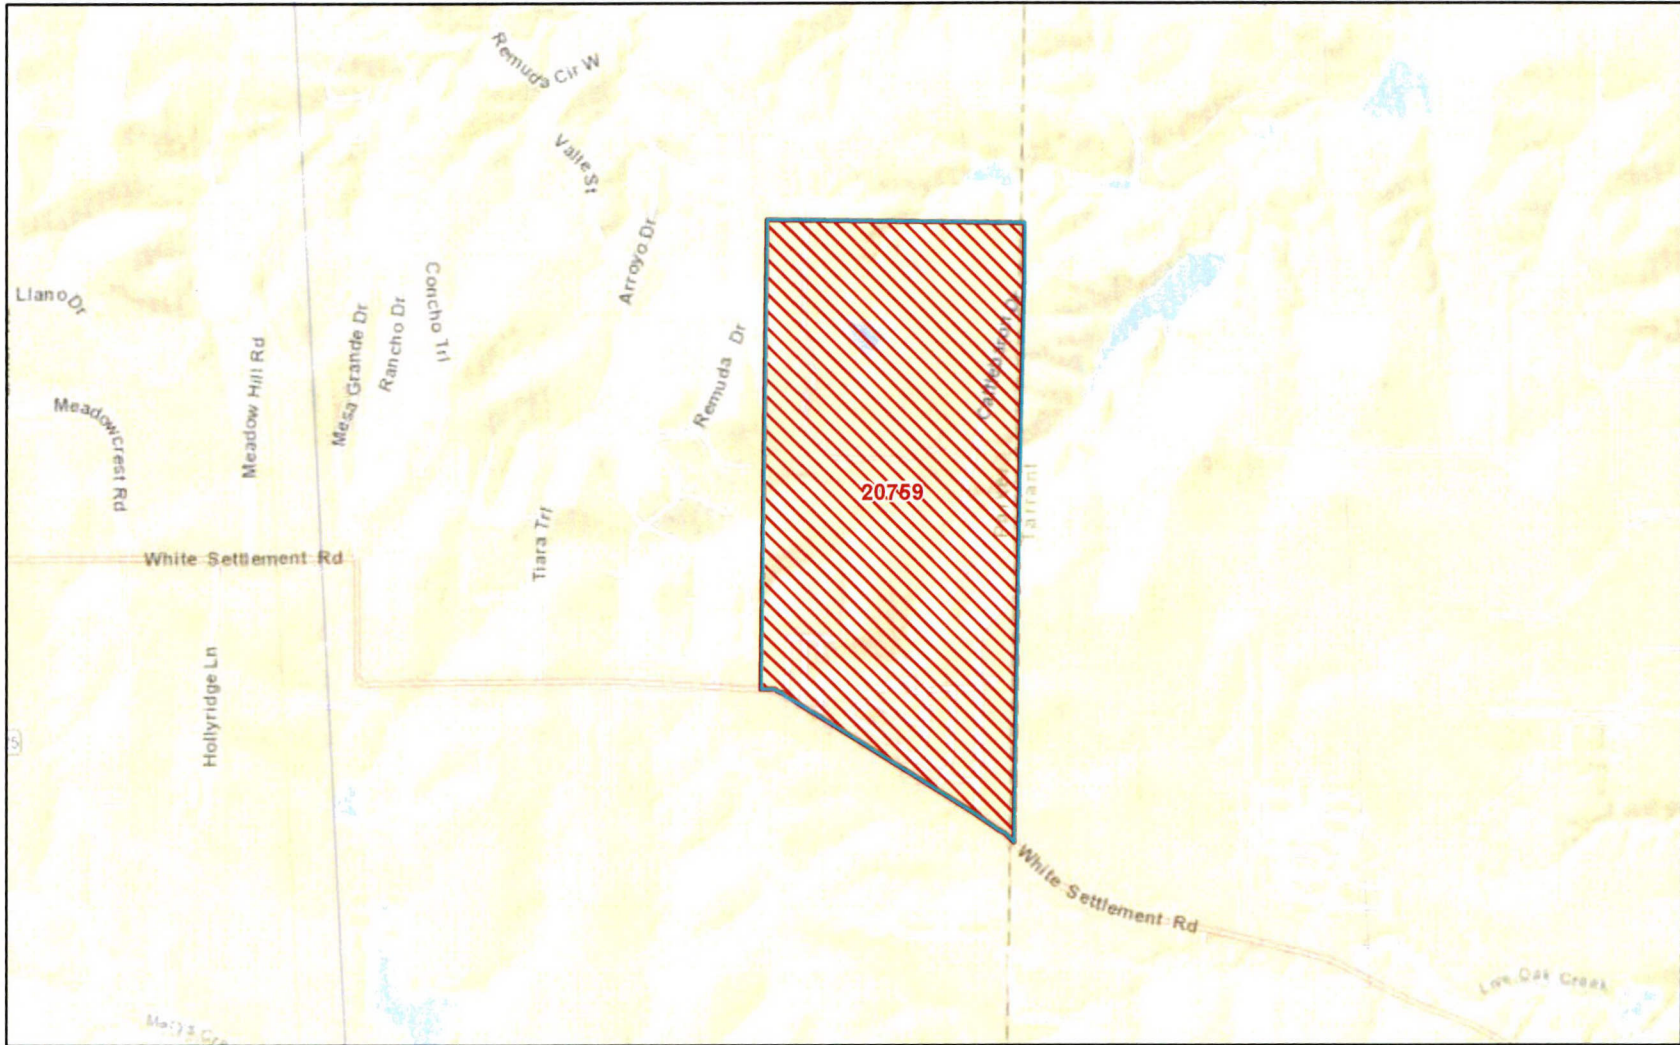 Remuda Cir W
Valle St
Arroyo Dr
Llano Dr
Concho Trl
Mesa Grande Dr
Rancho Dr
Meadow Hill Rd
Remuda Dr
Meadowcrest Rd
20759
Tarrant
Tiara Trl
White Settlement Rd
Hollyridge Ln
White Settlement Rd
Live Oak Creek